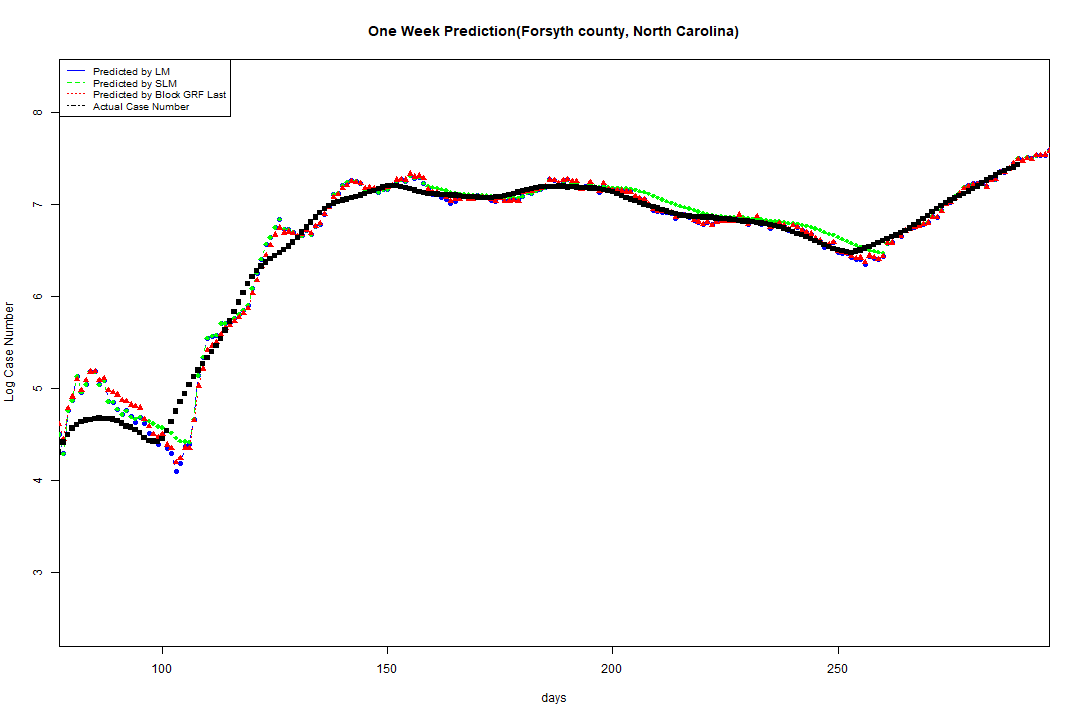 One Week Prediction(Forsyth county, North Carolina)
Predicted by LM
Predicted by SLM
Predicted by Block GRF Last
Actual Case Number
8
7
6
5
4
3
Log Case Number
100 150 200 250
days